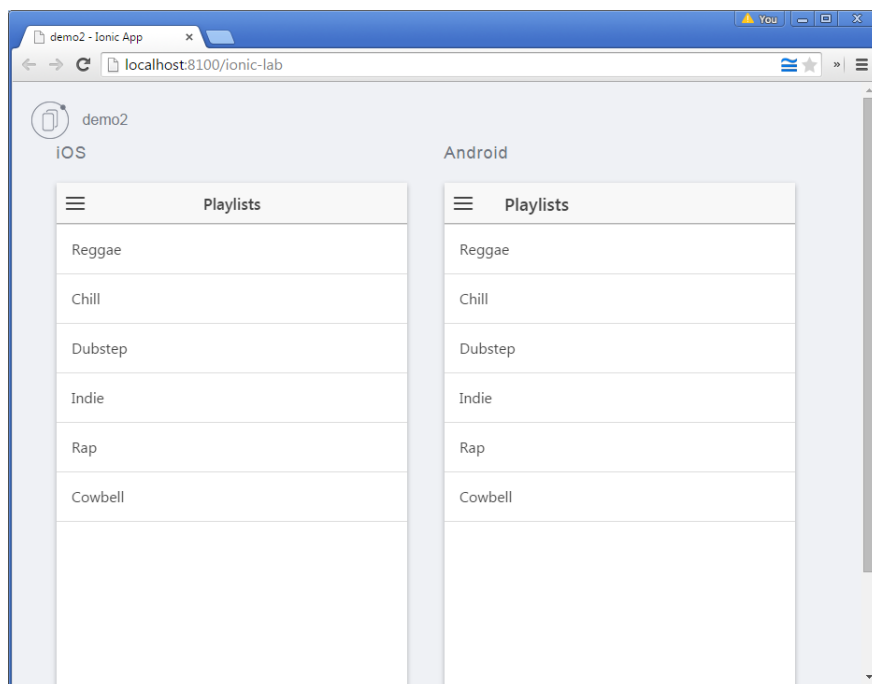 You
demo2 - Ionic App
localhost:8100/ionic-lab
demo2
iOS
Android
Playlists
Playlists
Reggae
Reggae
Chill
Chill
Dubstep
Dubstep
Indie
Indie
Rap
Rap
Cowbell
Cowbell